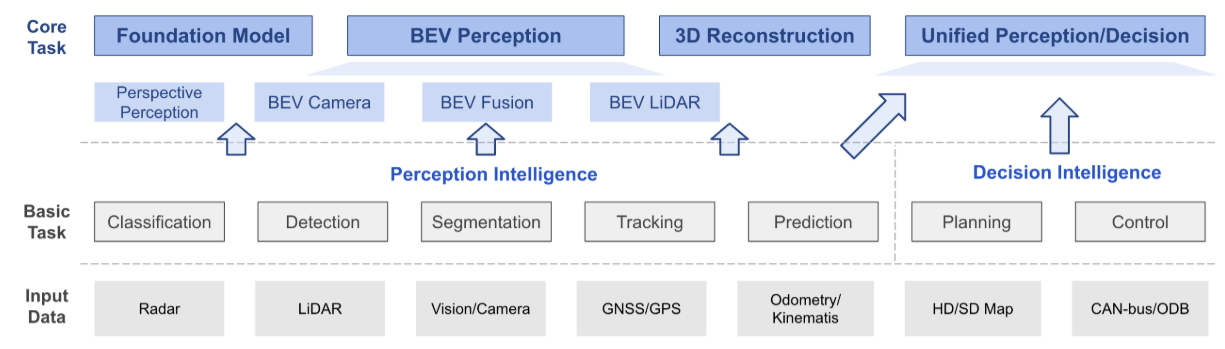 Core
Task
Foundation Model
BEV Perception
3D Reconstruction
Unified Perception/Decision
Perspective
Perception
BEV Camera
BEV Fusion
BEV LiDAR
Perception Intelligence
Decision Intelligence
Basic
Task
Classification
Detection
Segmentation
Tracking
Prediction
Planning
Control
Input
Data
Radar
LiDAR
Vision/Camera
GNSS/GPS
Odometry/
Kinematis
HD/SD Map
CAN-bus/ODB